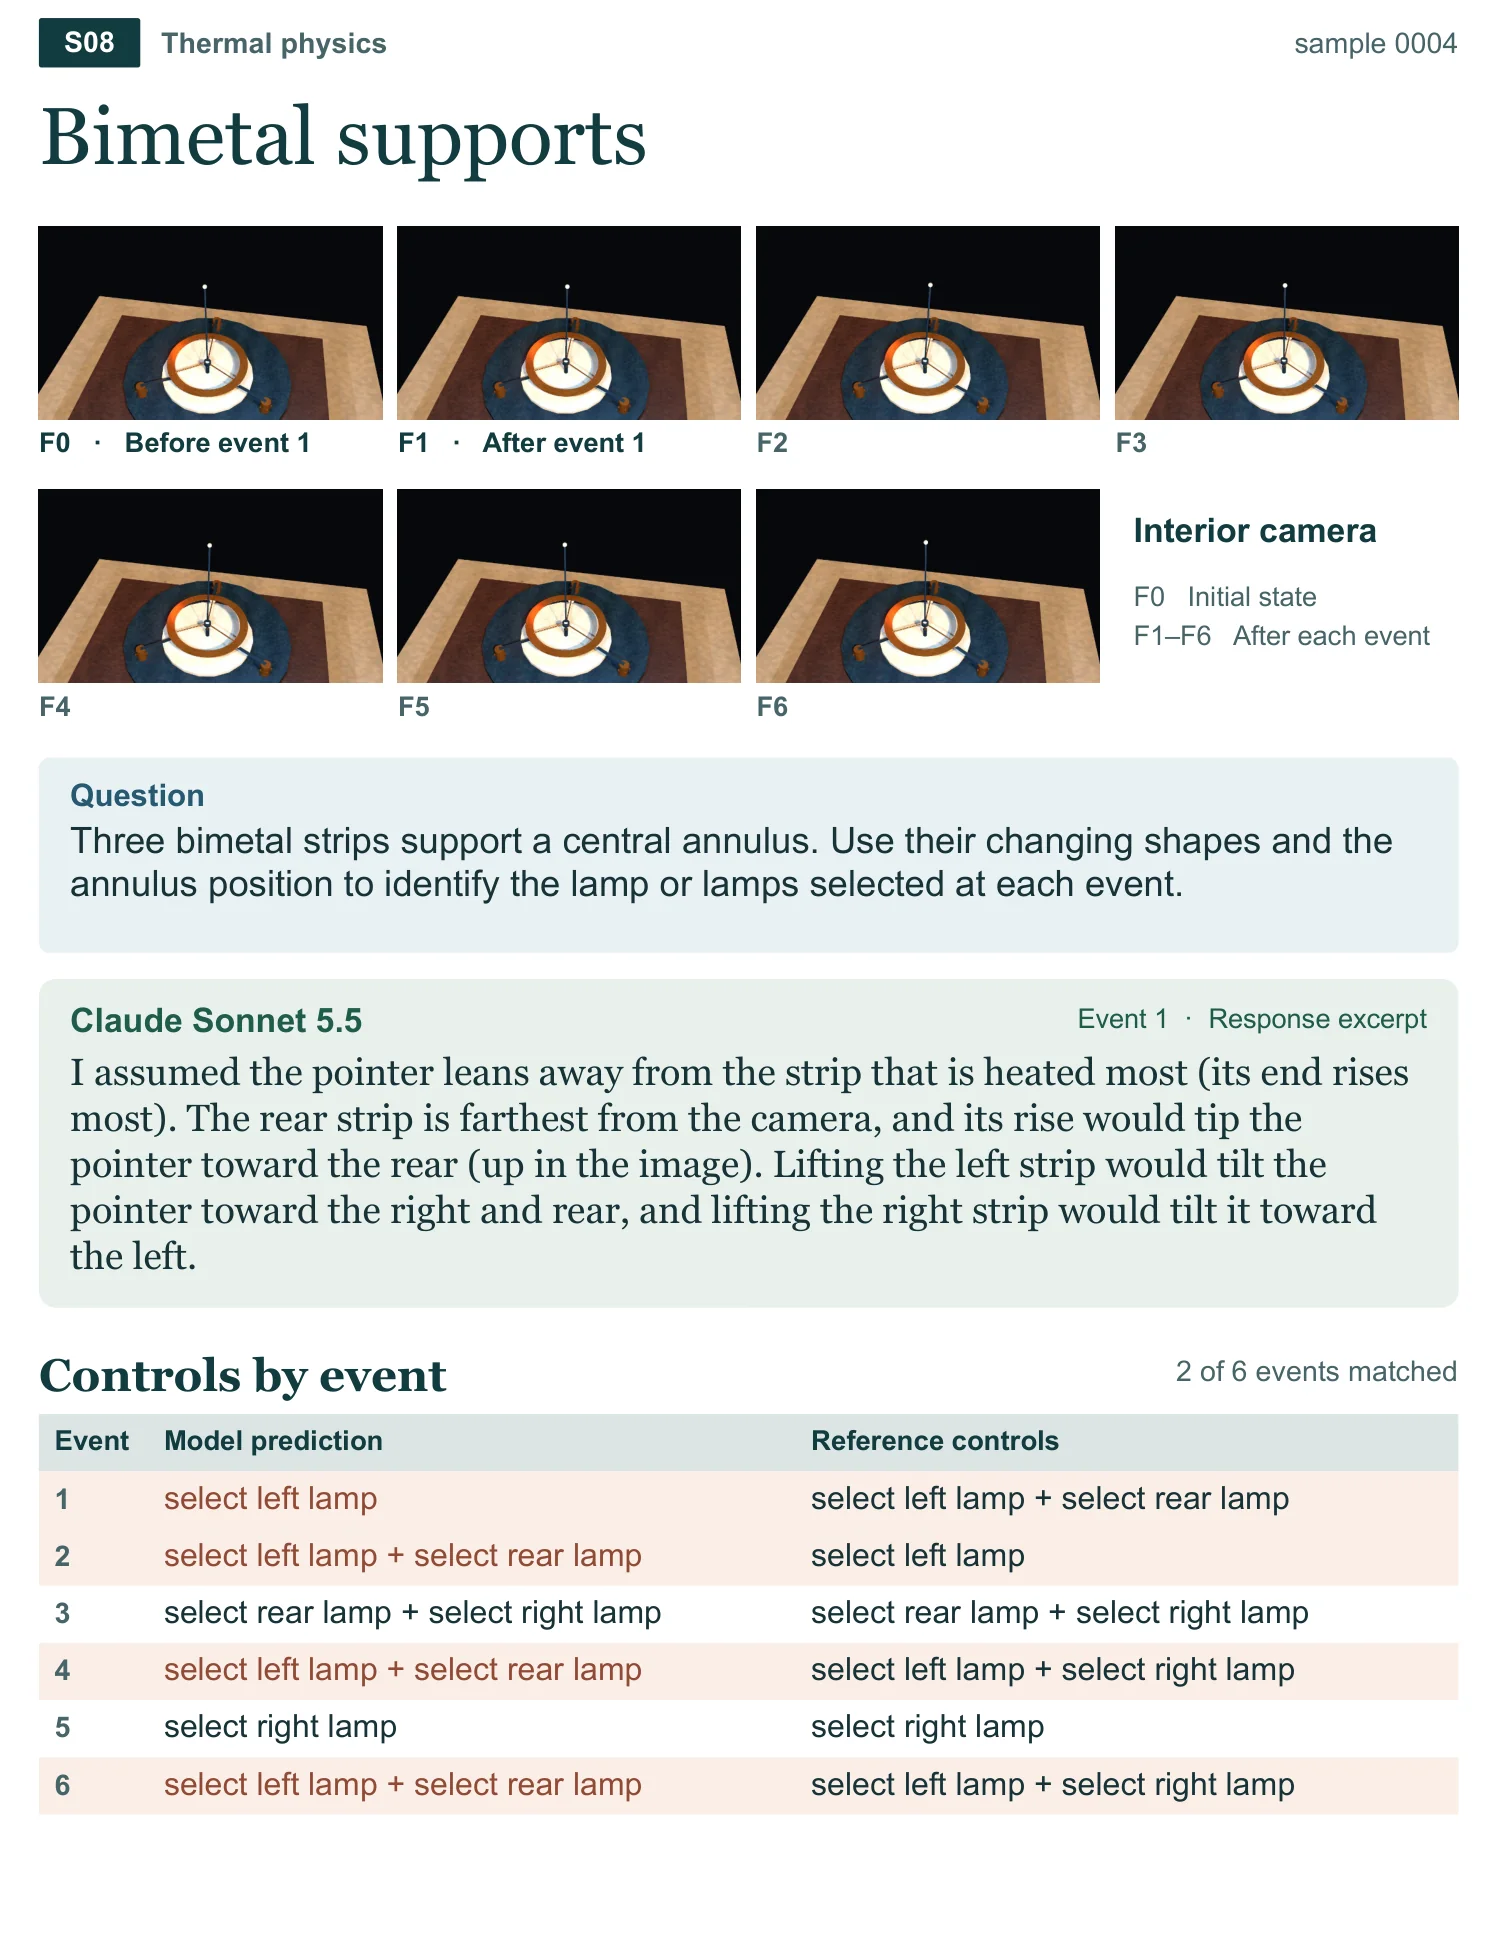 S08 Thermal physics sample 0004
Bimetal supports
F0 · Before event 1
F1 · After event 1
F2
F3
F4
F5
F6
Interior camera
F0 Initial state
F1–F6 After each event
Question
Three bimetal strips support a central annulus. Use their changing shapes and the
annulus position to identify the lamp or lamps selected at each event.
Claude Sonnet 5.5 Event 1 · Response excerpt
I assumed the pointer leans away from the strip that is heated most (its end rises
most). The rear strip is farthest from the camera, and its rise would tip the
pointer toward the rear (up in the image). Lifting the left strip would tilt the
pointer toward the right and rear, and lifting the right strip would tilt it toward
the left.
Controls by event 2 of 6 events matched
Event Model prediction Reference controls
1 select left lamp select left lamp + select rear lamp
2 select left lamp + select rear lamp select left lamp
3 select rear lamp + select right lamp select rear lamp + select right lamp
4 select left lamp + select rear lamp select left lamp + select right lamp
5 select right lamp select right lamp
6 select left lamp + select rear lamp select left lamp + select right lamp